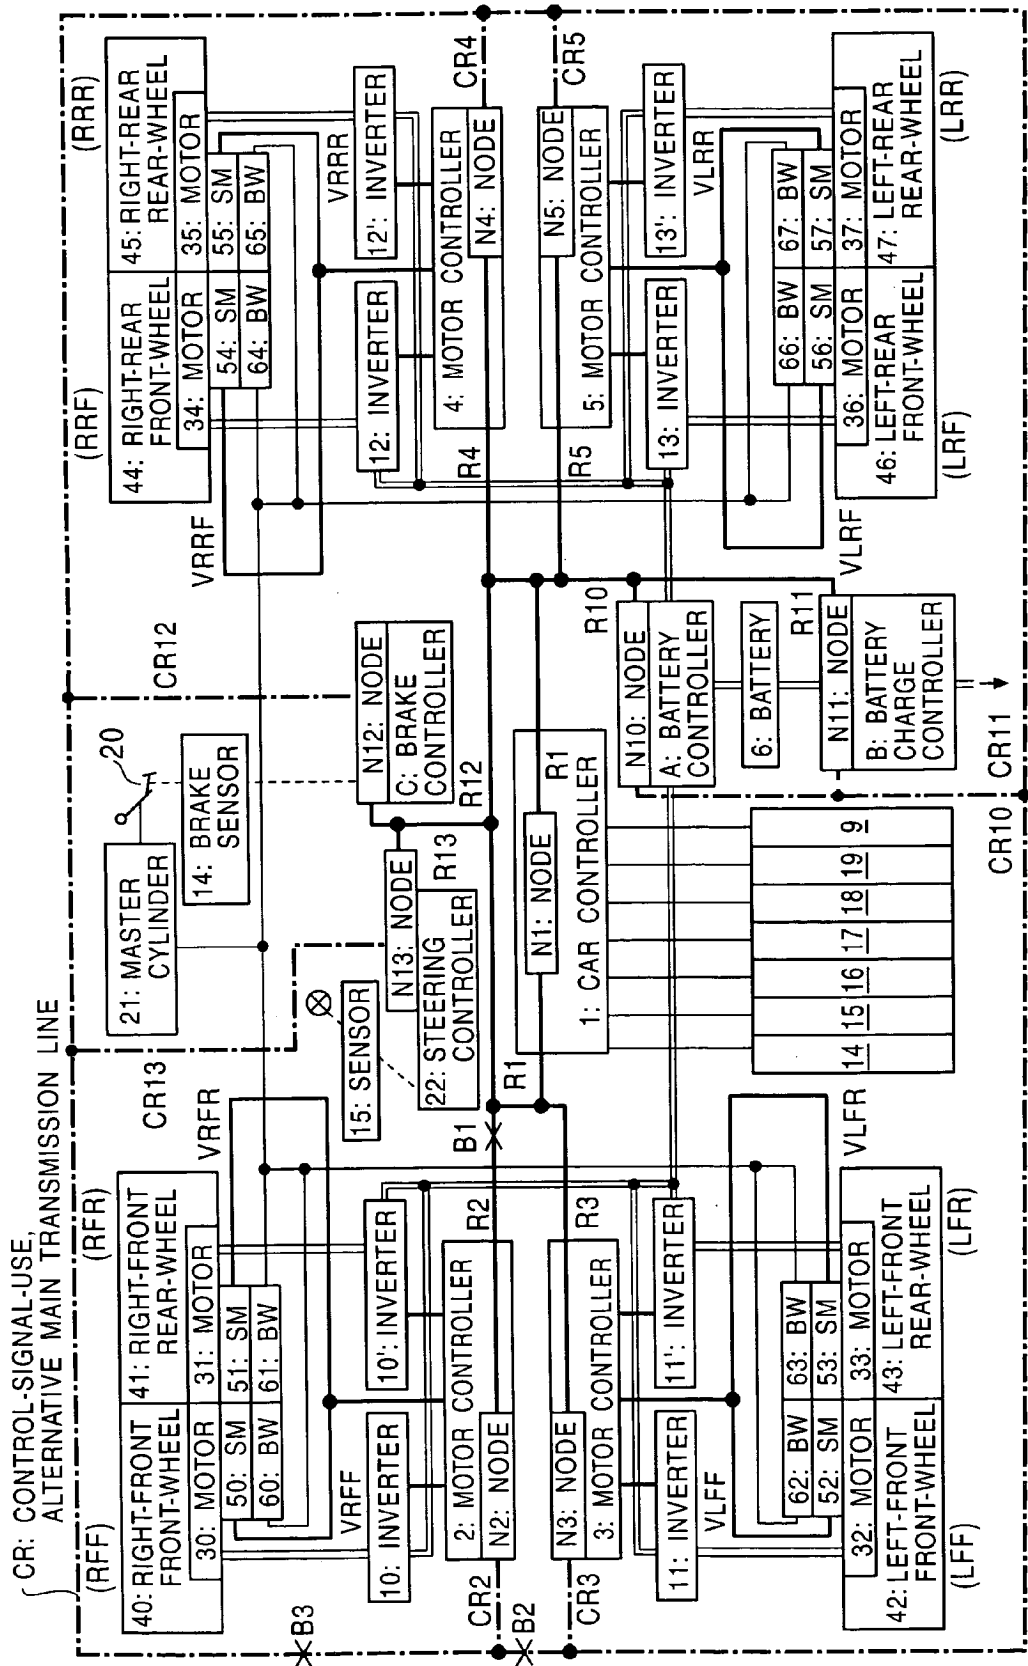 CR: CONTROL-SIGNAL-USE,
ALTERNATIVE MAIN TRANSMISSION LINE
(RFF)
(RFR)
(RRF)
(RRR)
40: RIGHT-FRONT
FRONT-WHEEL
41: RIGHT-FRONT
REAR-WHEEL
30: MOTOR
31: MOTOR
50: SM
51: SM
60: BW
61: BW
VRFF
VRFR
CR13
21: MASTER
CYLINDER
20
14: BRAKE
SENSOR
CR12
44: RIGHT-REAR
FRONT-WHEEL
45: RIGHT-REAR
REAR-WHEEL
34: MOTOR
35: MOTOR
54: SM
55: SM
64: BW
65: BW
VRRF
VRRR
10: INVERTER
10': INVERTER
15: SENSOR
N13: NODE
22: STEERING
CONTROLLER
R13
N12: NODE
C: BRAKE
CONTROLLER
R12
12: INVERTER
12': INVERTER
2: MOTOR CONTROLLER
N2: NODE
R2
B1
CR2
B3
B2
4: MOTOR CONTROLLER
N4: NODE
R4
CR4
R1
N1: NODE
R1
1: CAR CONTROLLER
N3: NODE
3: MOTOR CONTROLLER
R3
CR3
N5: NODE
5: MOTOR CONTROLLER
R5
CR5
R10
N10: NODE
A: BATTERY
CONTROLLER
6: BATTERY
R11
N11: NODE
B: BATTERY
CHARGE
CONTROLLER
11: INVERTER
11': INVERTER
13: INVERTER
13': INVERTER
VLFF
VLFR
VLRF
VLRR
62: BW
63: BW
52: SM
53: SM
32: MOTOR
33: MOTOR
42: LEFT-FRONT
FRONT-WHEEL
43: LEFT-FRONT
REAR-WHEEL
(LFF)
(LFR)
14
15
16
17
18
19
9
CR10
CR11
66: BW
67: BW
56: SM
57: SM
36: MOTOR
37: MOTOR
46: LEFT-REAR
FRONT-WHEEL
47: LEFT-REAR
REAR-WHEEL
(LRF)
(LRR)